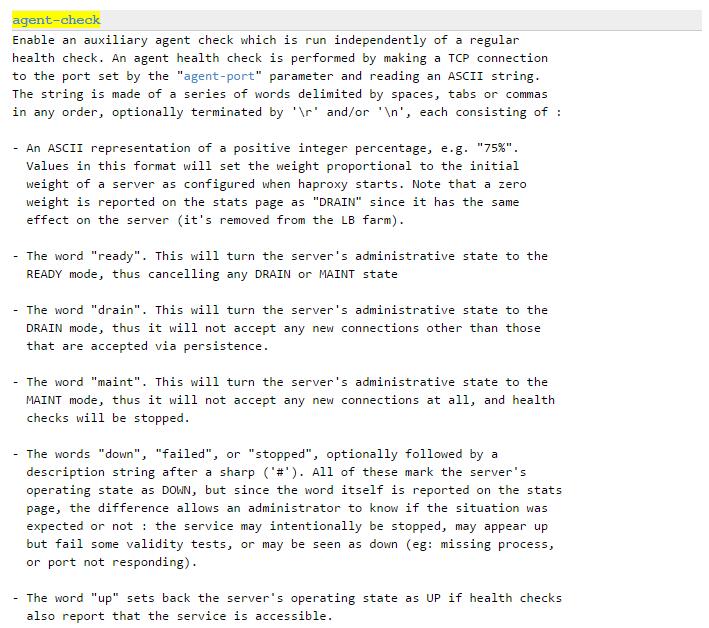 agent-check
Enable an auxiliary agent check which is run independently of a regular
health check. An agent health check is performed by making a TCP connection
to the port set by the "agent-port" parameter and reading an ASCII string.
The string is made of a series of words delimited by spaces, tabs or commas
in any order, optionally terminated by '\r' and/or '\n', each consisting of :
- An ASCII representation of a positive integer percentage, e.g. "75%".
Values in this format will set the weight proportional to the initial
weight of a server as configured when haproxy starts. Note that a zero
weight is reported on the stats page as "DRAIN" since it has the same
effect on the server (it's removed from the LB farm).
- The word "ready". This will turn the server's administrative state to the
READY mode, thus cancelling any DRAIN or MAINT state
- The word "drain". This will turn the server's administrative state to the
DRAIN mode, thus it will not accept any new connections other than those
that are accepted via persistence.
- The word "maint". This will turn the server's administrative state to the
MAINT mode, thus it will not accept any new connections at all, and health
checks will be stopped.
- The words "down", "failed", or "stopped", optionally followed by a
description string after a sharp ('#'). All of these mark the server's
operating state as DOWN, but since the word itself is reported on the stats
page, the difference allows an administrator to know if the situation was
expected or not : the service may intentionally be stopped, may appear up
but fail some validity tests, or may be seen as down (eg: missing process,
or port not responding).
- The word "up" sets back the server's operating state as UP if health checks
also report that the service is accessible.